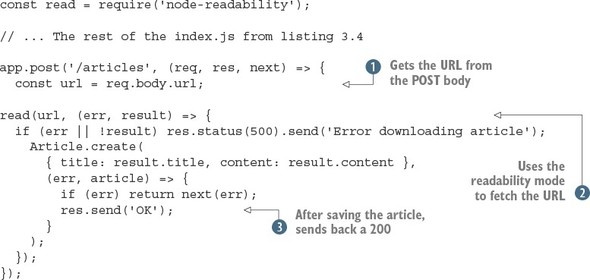 const read = require('node-readability');
// ... The rest of the index.js from listing 3.4
app.post('/articles', (req, res, next) => {
  const url = req.body.url;
1 Gets the URL from
the POST body
read(url, (err, result) => {
  if (err || !result) res.status(500).send('Error downloading article');
    Article.create(
      { title: result.title, content: result.content },
      (err, article) => {
        if (err) return next(err);
        res.send('OK');
      }
    );
  });
});
Uses the
readability mode
to fetch the URL 2
3 After saving the article,
sends back a 200